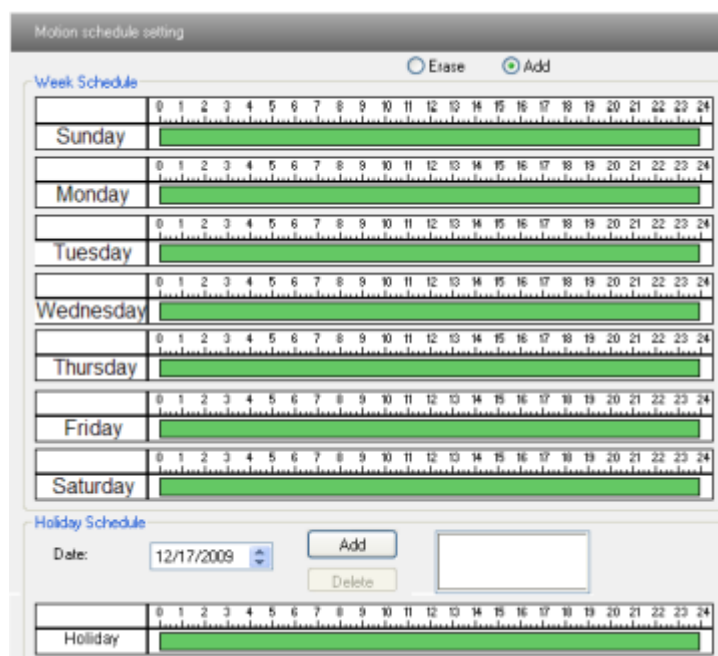 Motion schedule setting
Erase Add
Week Schedule
0 1 2 3 4 5 6 7 8 9 10 11 12 13 14 15 16 17 18 19 20 21 22 23 24
Sunday
0 1 2 3 4 5 6 7 8 9 10 11 12 13 14 15 16 17 18 19 20 21 22 23 24
Monday
0 1 2 3 4 5 6 7 8 9 10 11 12 13 14 15 16 17 18 19 20 21 22 23 24
Tuesday
0 1 2 3 4 5 6 7 8 9 10 11 12 13 14 15 16 17 18 19 20 21 22 23 24
Wednesday
0 1 2 3 4 5 6 7 8 9 10 11 12 13 14 15 16 17 18 19 20 21 22 23 24
Thursday
0 1 2 3 4 5 6 7 8 9 10 11 12 13 14 15 16 17 18 19 20 21 22 23 24
Friday
0 1 2 3 4 5 6 7 8 9 10 11 12 13 14 15 16 17 18 19 20 21 22 23 24
Saturday
Holiday Schedule
Date: 12/17/2009 Add
Delete
0 1 2 3 4 5 6 7 8 9 10 11 12 13 14 15 16 17 18 19 20 21 22 23 24
Holiday